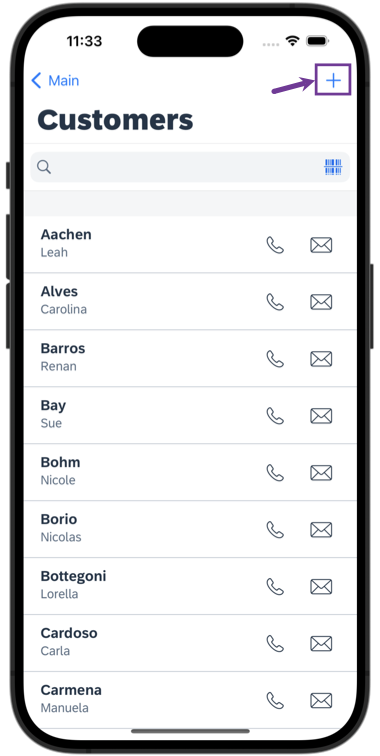 11:33
Main
Customers
Aachen
Leah
Alves
Carolina
Barros
Renan
Bay
Sue
Bohm
Nicole
Borio
Nicolas
Bottegoni
Lorella
Cardoso
Carla
Carmena
Manuela